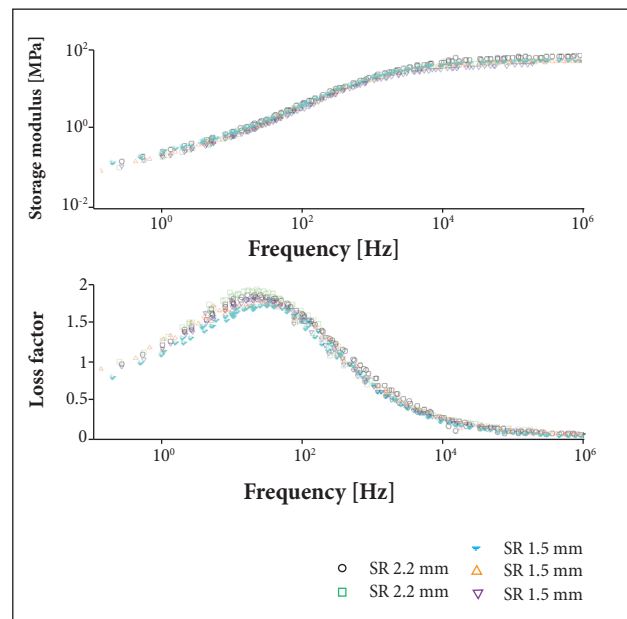 Storage modulus [MPa]
10²
10⁰
10⁻²
10⁰
10²
10⁴
10⁶
Frequency [Hz]
Loss factor
2
1.5
1
0.5
0
10⁰
10²
10⁴
10⁶
Frequency [Hz]
SR 2.2 mm
SR 2.2 mm
SR 1.5 mm
SR 1.5 mm
SR 1.5 mm